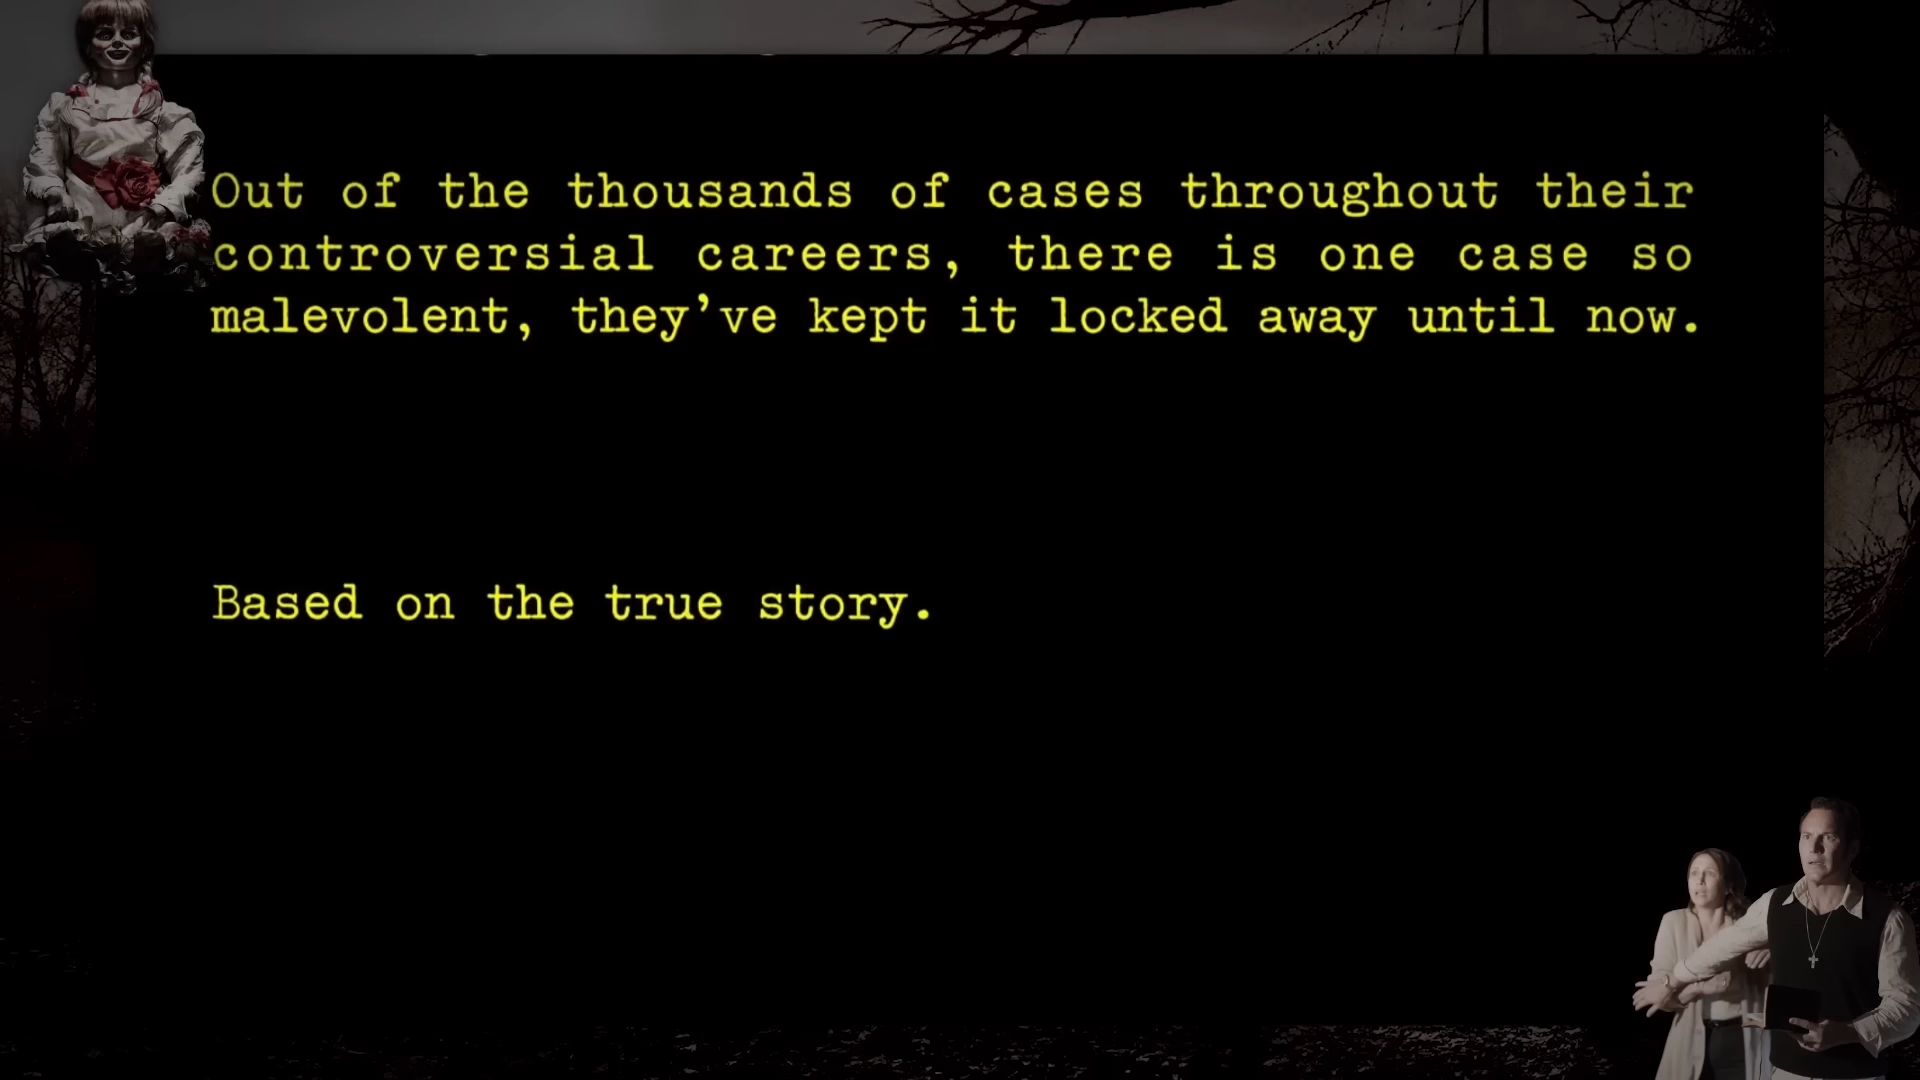 Out of the thousands of cases throughout their
controversial careers, there is one case so
malevolent, they’ve kept it locked away until now.
Based on the true story.